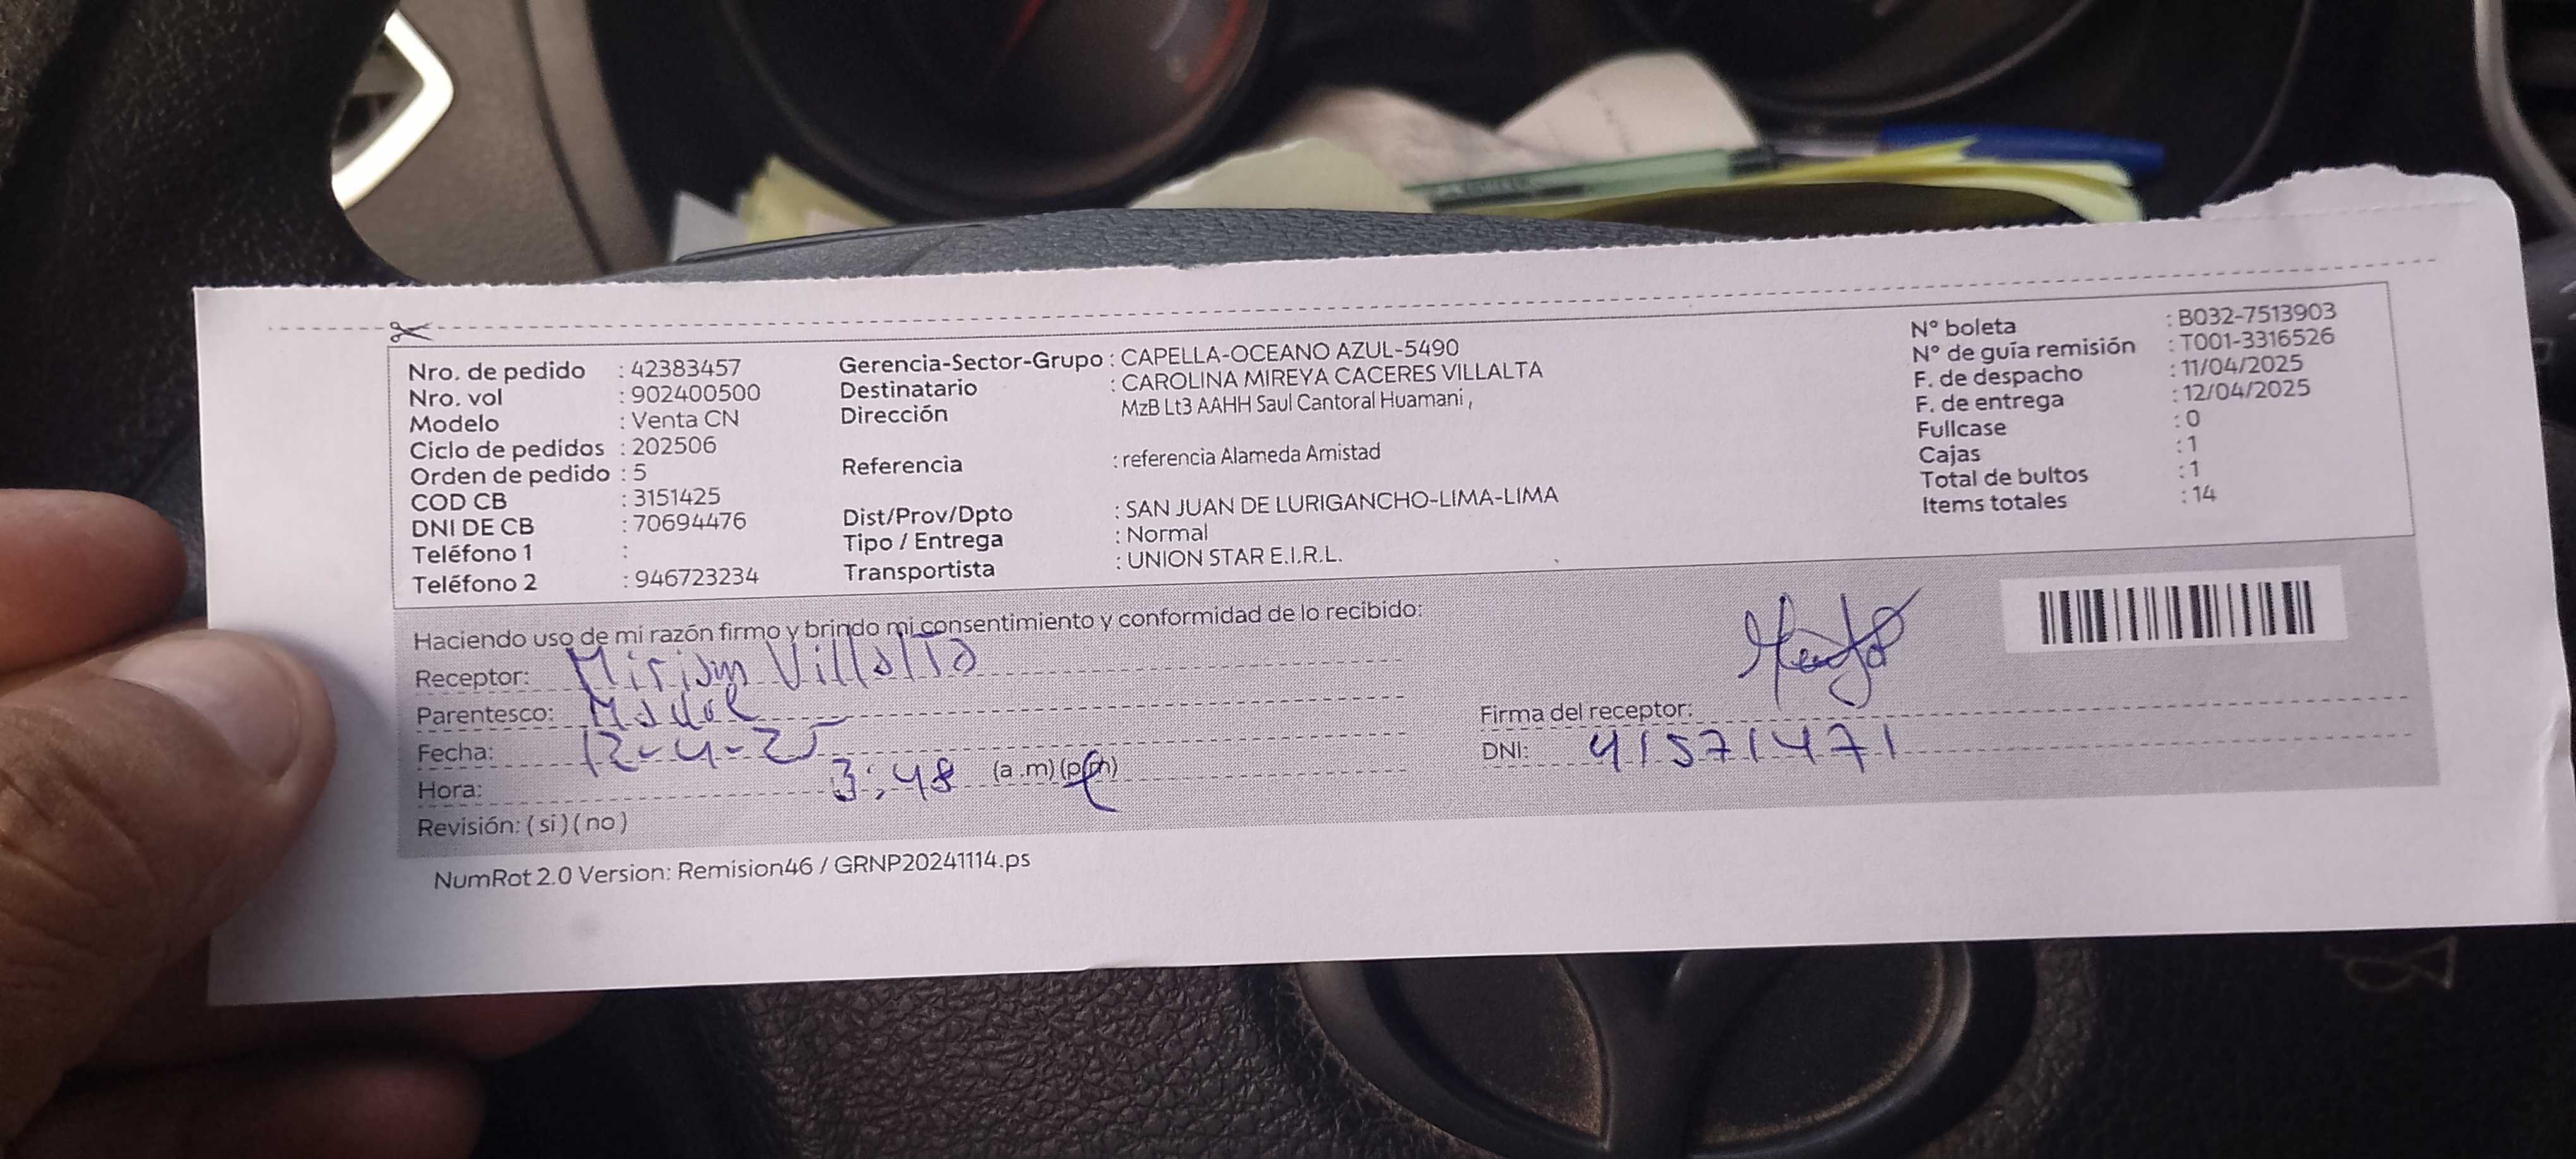 Nro. de pedido : 42383457
Nro. vol : 902400500
Modelo : Venta CN
Ciclo de pedidos : 202506
Orden de pedido : 5
COD CB : 3151425
DNI DE CB : 70694476
Teléfono 1 :
Teléfono 2 : 946723234
Gerencia-Sector-Grupo : CAPELLA-OCEANO AZUL-5490
Destinatario : CAROLINA MIREYA CACERES VILLALTA
Dirección MzB Lt3 AAHH Saul Cantoral Huamani ,
Referencia : referencia Alameda Amistad
Dist/Prov/Dpto : SAN JUAN DE LURIGANCHO-LIMA-LIMA
Tipo / Entrega : Normal
Transportista : UNION STAR E.I.R.L.
N° boleta : B032-7513903
N° de guía remisión : T001-3316526
F. de despacho : 11/04/2025
F. de entrega : 12/04/2025
Fullcase : 0
Cajas : 1
Total de bultos : 1
Items totales : 14
Haciendo uso de mi razón firmo y brindo mi consentimiento y conformidad de lo recibido:
Receptor: Miriam Villalta
Parentesco: Madre
Fecha: 12-4-25
Hora: 3:48 (a .m) (p.m)
Revisión: ( si ) ( no )
Firma del receptor:
DNI: 41571471
NumRot 2.0 Version: Remision46 / GRNP20241114.ps